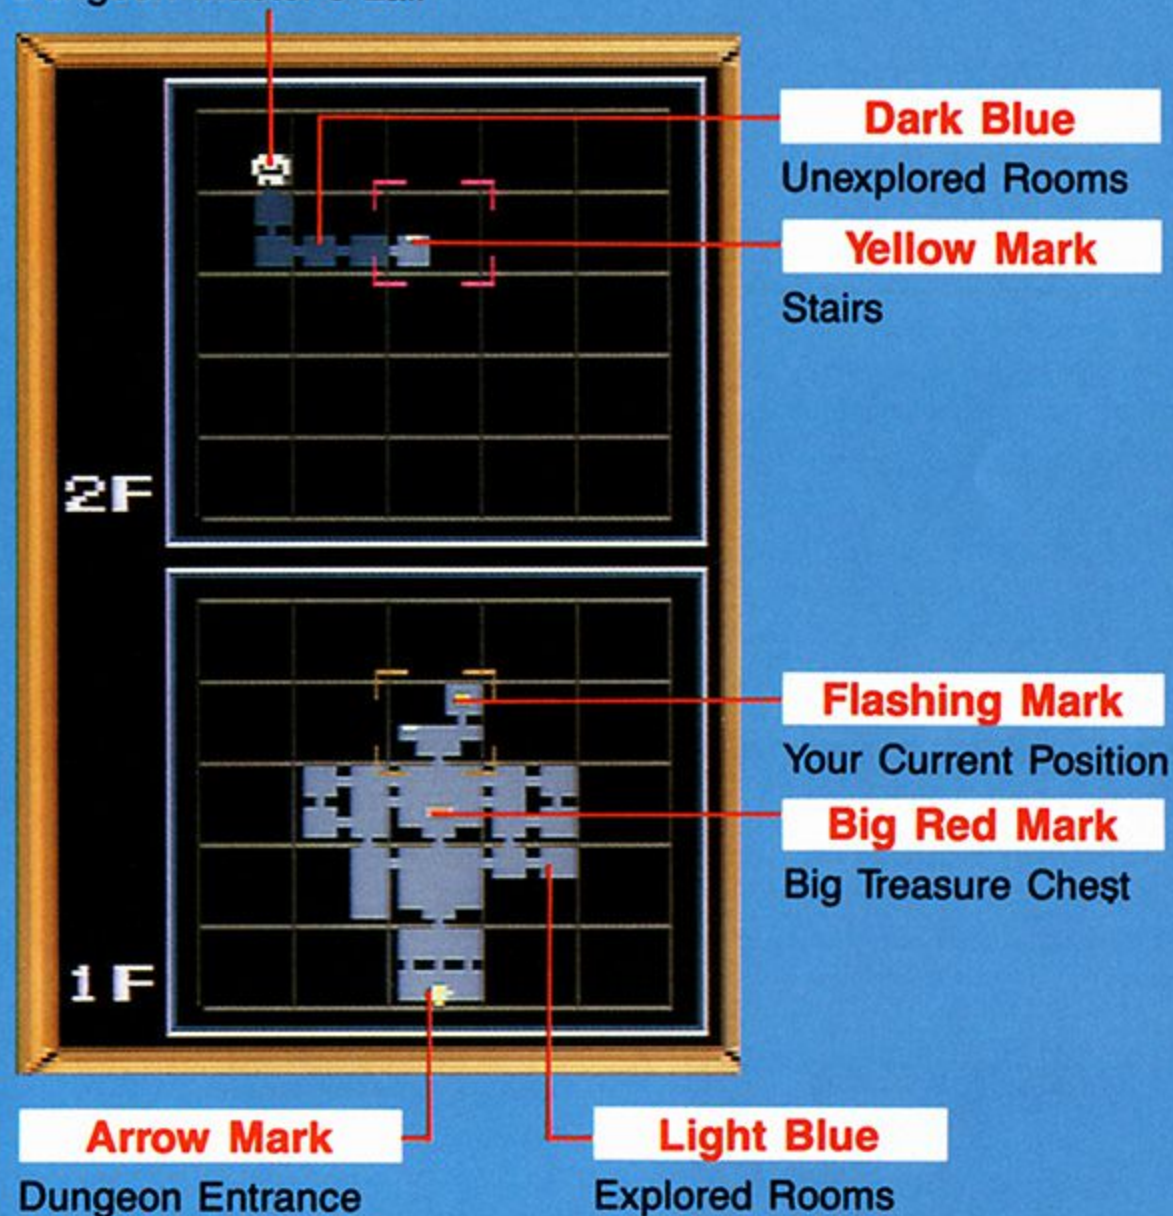 Dark Blue
Unexplored Rooms
Yellow Mark
Stairs
2F
Flashing Mark
Your Current Position
Big Red Mark
Big Treasure Chest
1F
Arrow Mark
Dungeon Entrance
Light Blue
Explored Rooms